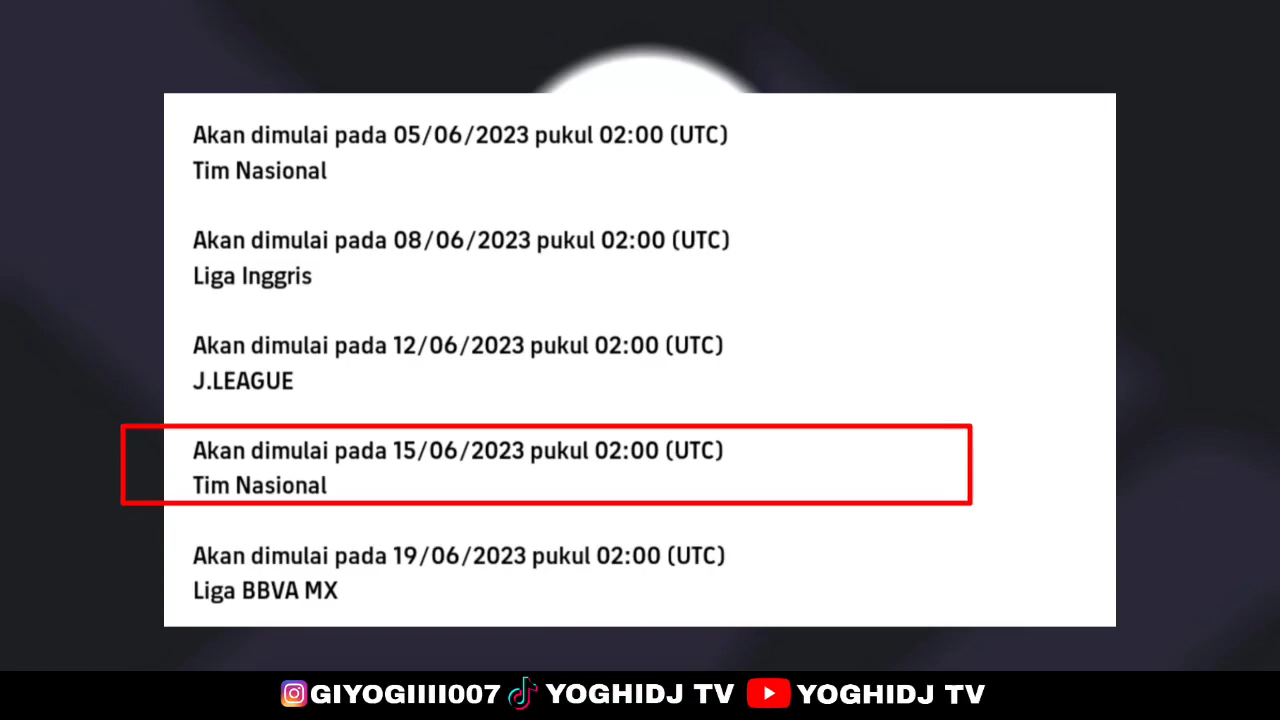 Akan dimulai pada 05/06/2023 pukul 02:00 (UTC)
Tim Nasional
Akan dimulai pada 08/06/2023 pukul 02:00 (UTC)
Liga Inggris
Akan dimulai pada 12/06/2023 pukul 02:00 (UTC)
J.LEAGUE
Akan dimulai pada 15/06/2023 pukul 02:00 (UTC)
Tim Nasional
Akan dimulai pada 19/06/2023 pukul 02:00 (UTC)
Liga BBVA MX
GIYOGIIII007 YOGHIDJ TV YOGHIDJ TV